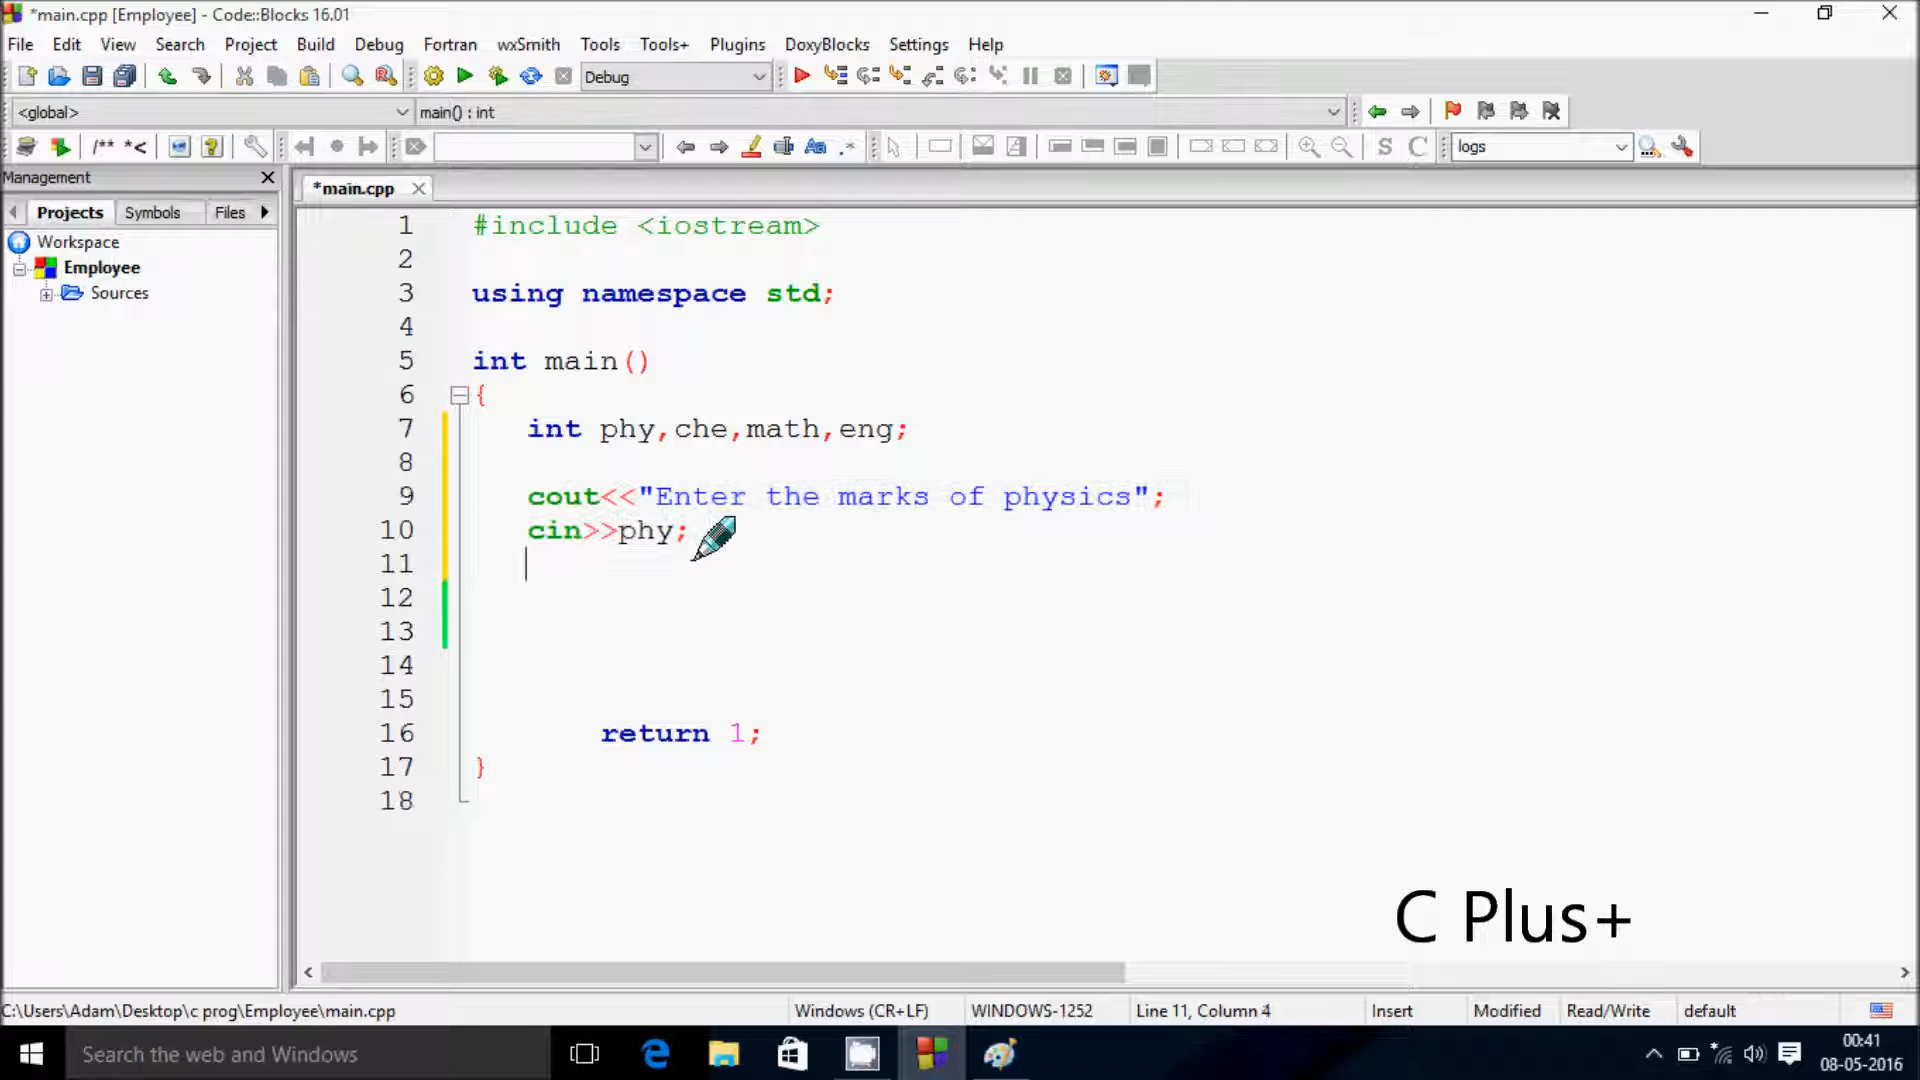 *main.cpp [Employee] - Code::Blocks 16.01
File Edit View Search Project Build Debug Fortran wxSmith Tools Tools+ Plugins DoxyBlocks Settings Help
Debug
<global> main() : int
/** *< Aa .* S C logs
Management
*main.cpp
Projects Symbols Files
Workspace
Employee
Sources
1 #include <iostream>
2
3 using namespace std;
4
5 int main()
6 {
7 int phy,che,math,eng;
8
9 cout<<"Enter the marks of physics";
10 cin>>phy;
11
12
13
14
15
16 return 1;
17 }
18
C Plus+
C:\Users\Adam\Desktop\c prog\Employee\main.cpp Windows (CR+LF) WINDOWS-1252 Line 11, Column 4 Insert Modified Read/Write default
Search the web and Windows
00:41
08-05-2016